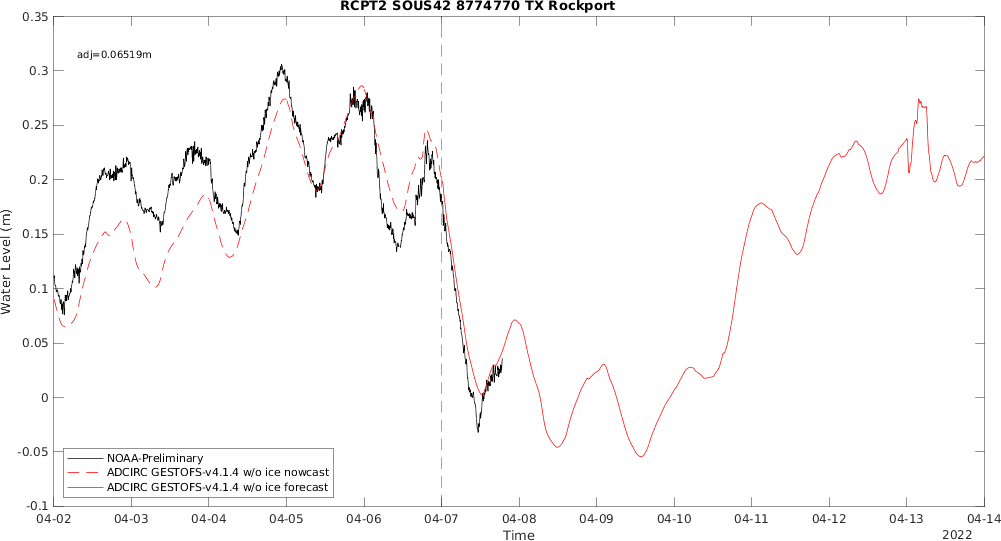 RCPT2 SOUS42 8774770 TX Rockport
adj=0.06519m
0.35
0.3
0.25
0.2
0.15
0.1
0.05
0
-0.05
-0.1
Water Level (m)
NOAA-Preliminary
ADCIRC GESTOFS-v4.1.4 w/o ice nowcast
ADCIRC GESTOFS-v4.1.4 w/o ice forecast
04-02 04-03 04-04 04-05 04-06 04-07 04-08 04-09 04-10 04-11 04-12 04-13 04-14
Time
2022